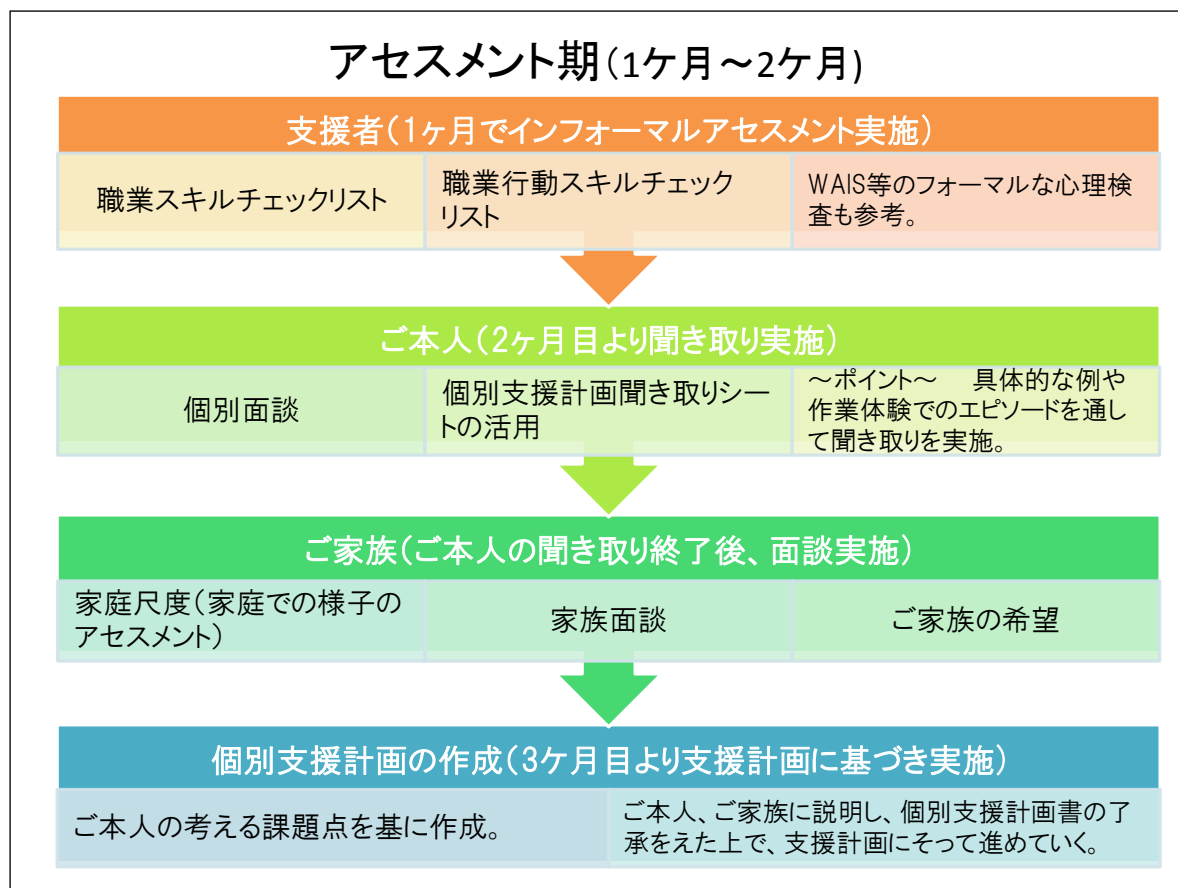 アセスメント期(1ケ月～2ケ月)
支援者(1ヶ月でインフォーマルアセスメント実施)
職業スキルチェックリスト
職業行動スキルチェック
リスト
WAIS等のフォーマルな心理検
査も参考。
ご本人(2ヶ月目より聞き取り実施)
個別面談
個別支援計画聞き取りシー
トの活用
～ポイント～　具体的な例や
作業体験でのエピソードを通し
て聞き取りを実施。
ご家族(ご本人の聞き取り終了後、面談実施)
家庭尺度(家庭での様子の
アセスメント)
家族面談
ご家族の希望
個別支援計画の作成(3ケ月目より支援計画に基づき実施)
ご本人の考える課題点を基に作成。
ご本人、ご家族に説明し、個別支援計画書の了
承をえた上で、支援計画にそって進めていく。